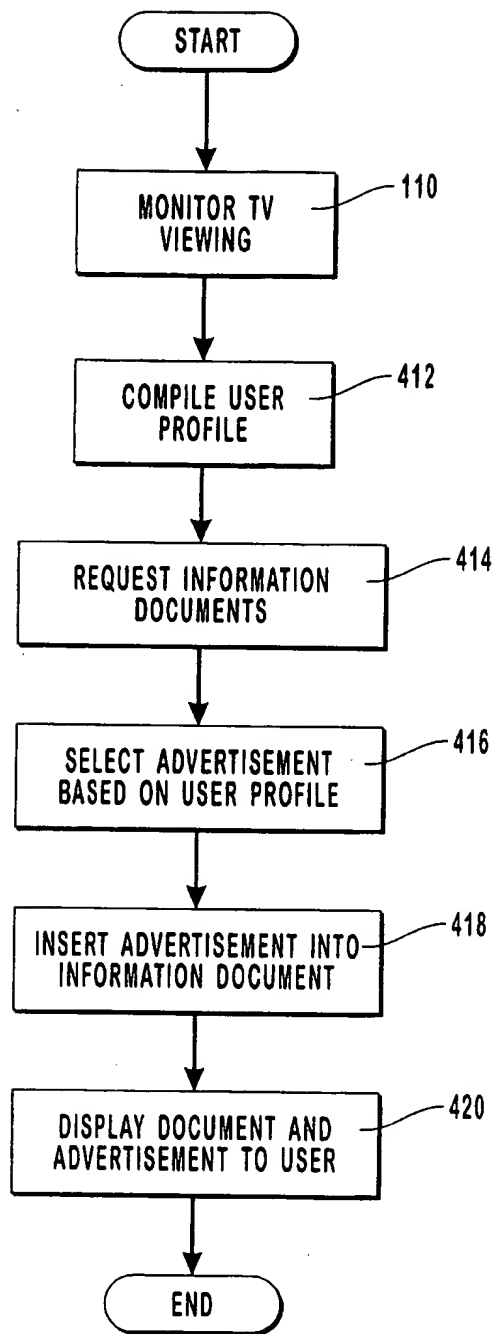 START
110
MONITOR TV
VIEWING
412
COMPILE USER
PROFILE
414
REQUEST INFORMATION
DOCUMENTS
416
SELECT ADVERTISEMENT
BASED ON USER PROFILE
418
INSERT ADVERTISEMENT INTO
INFORMATION DOCUMENT
420
DISPLAY DOCUMENT AND
ADVERTISEMENT TO USER
END